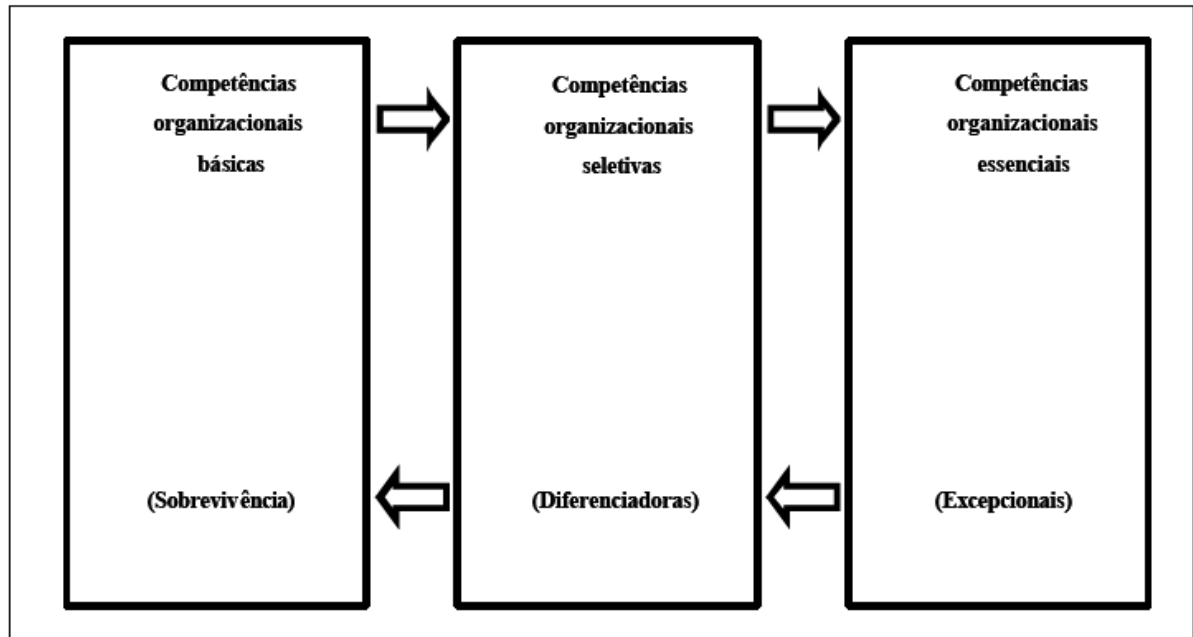 Competências
organizacionais
básicas
(Sobrevivência)
Competências
organizacionais
seletivas
(Diferenciadoras)
Competências
organizacionais
essenciais
(Excepcionais)